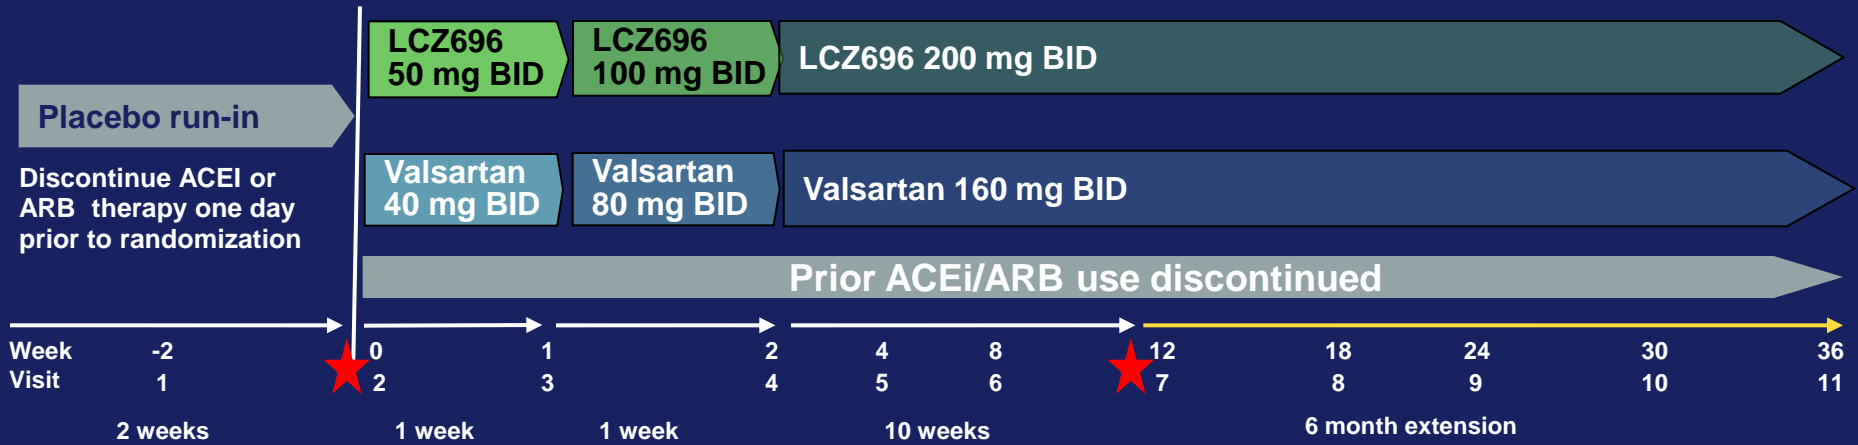 LCZ696
50 mg BID
LCZ696
100 mg BID
LCZ696 200 mg BID
Placebo run-in
Discontinue ACEI or
ARB therapy one day
prior to randomization
Valsartan
40 mg BID
Valsartan
80 mg BID
Valsartan 160 mg BID
Prior ACEi/ARB use discontinued
Week -2 0 1 2 4 8 12 18 24 30 36
Visit 1 2 3 4 5 6 7 8 9 10 11
2 weeks 1 week 1 week 10 weeks 6 month extension